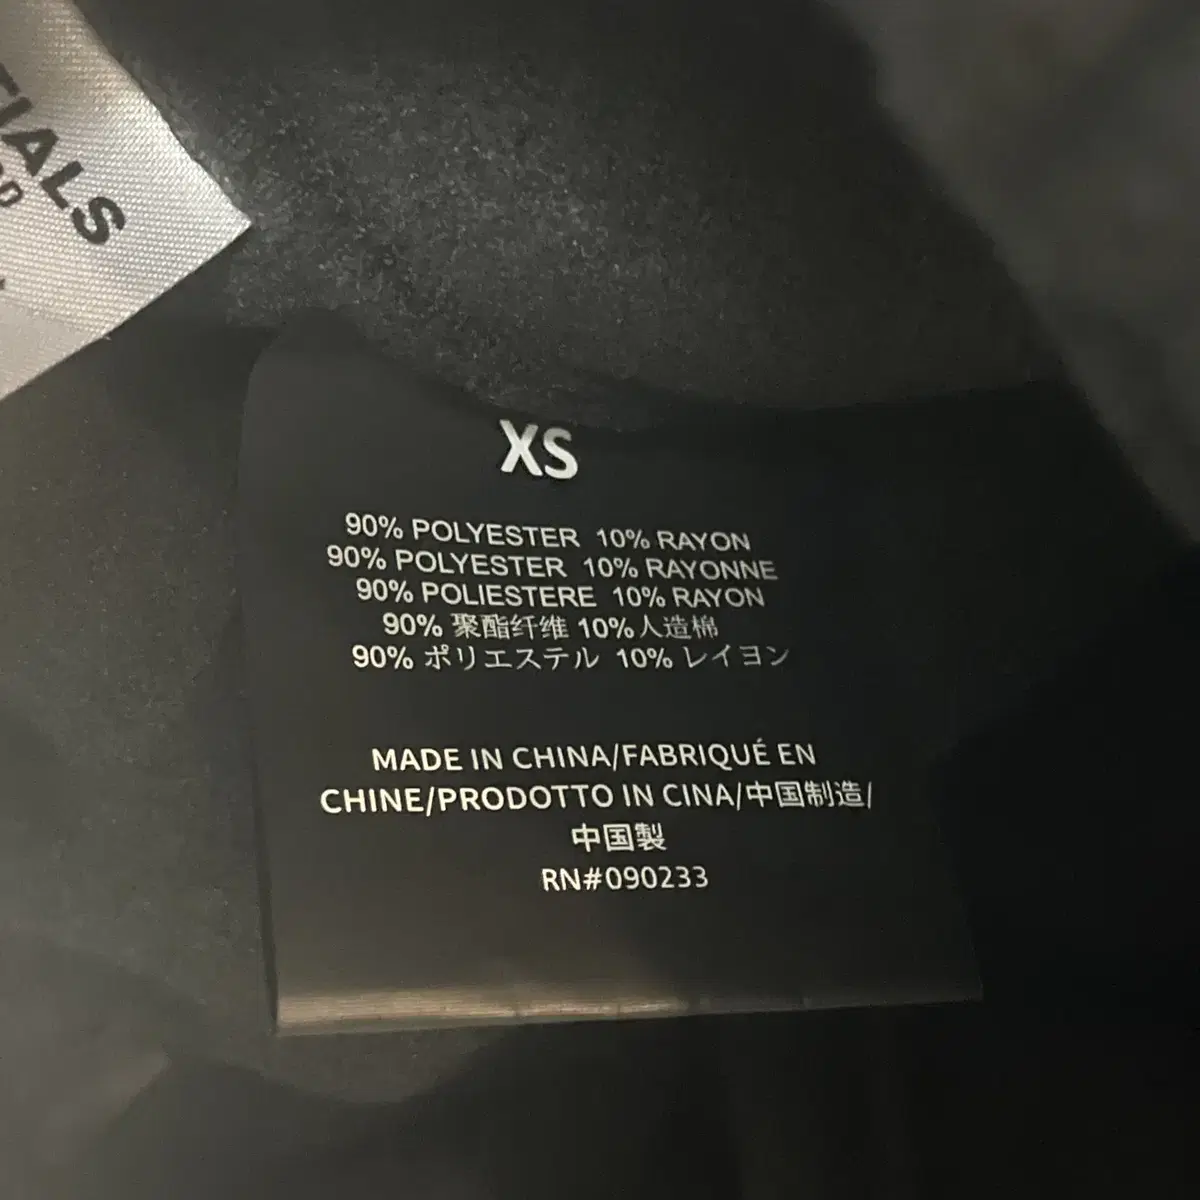 TIALS
XS
90% POLYESTER 10% RAYON
90% POLYESTER 10% RAYONNE
90% POLIESTERE 10% RAYON
90% 聚酯纤维 10%人造棉
90% ポリエステル 10% レイヨン
MADE IN CHINA/FABRIQUÉ EN
CHINE/PRODOTTO IN CINA/中国制造/
中国製
RN#090233